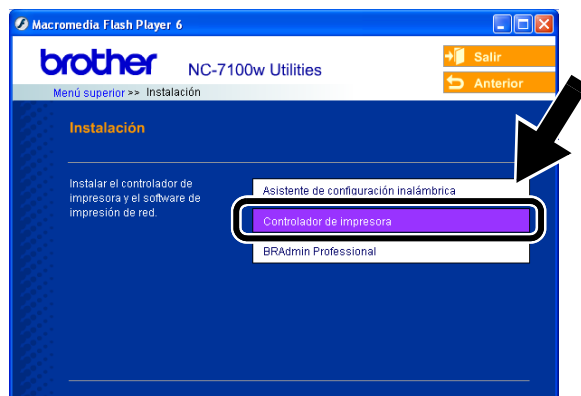 Macromedia Flash Player 6
brother
NC-7100w Utilities
Salir
Anterior
Menú superior >> Instalación
Instalación
Instalar el controlador de
impresora y el software de
impresión de red.
Asistente de configuración inalámbrica
Controlador de impresora
BRAdmin Professional